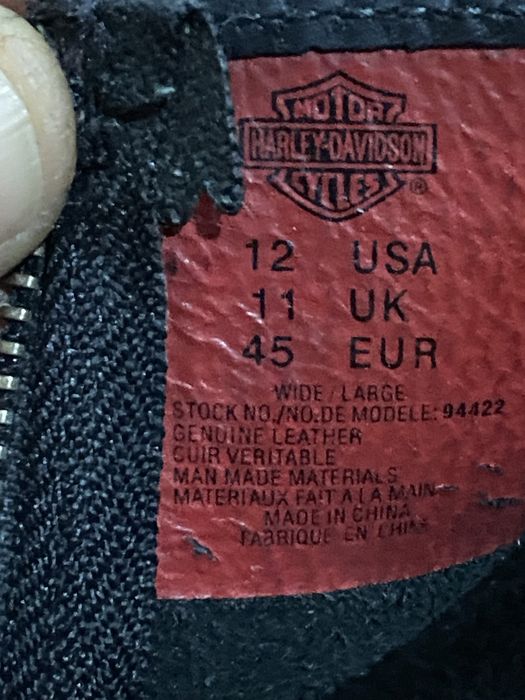 MOTOR
HARLEY-DAVIDSON
CYCLES
®
12 USA
11 UK
45 EUR
WIDE / LARGE
STOCK NO./NO.DE MODELE: 94422
GENUINE LEATHER
CUIR VERITABLE
MAN MADE MATERIALS
MATERIAUX FAIT A LA MAIN
MADE IN CHINA
FABRIQUE EN CHINE